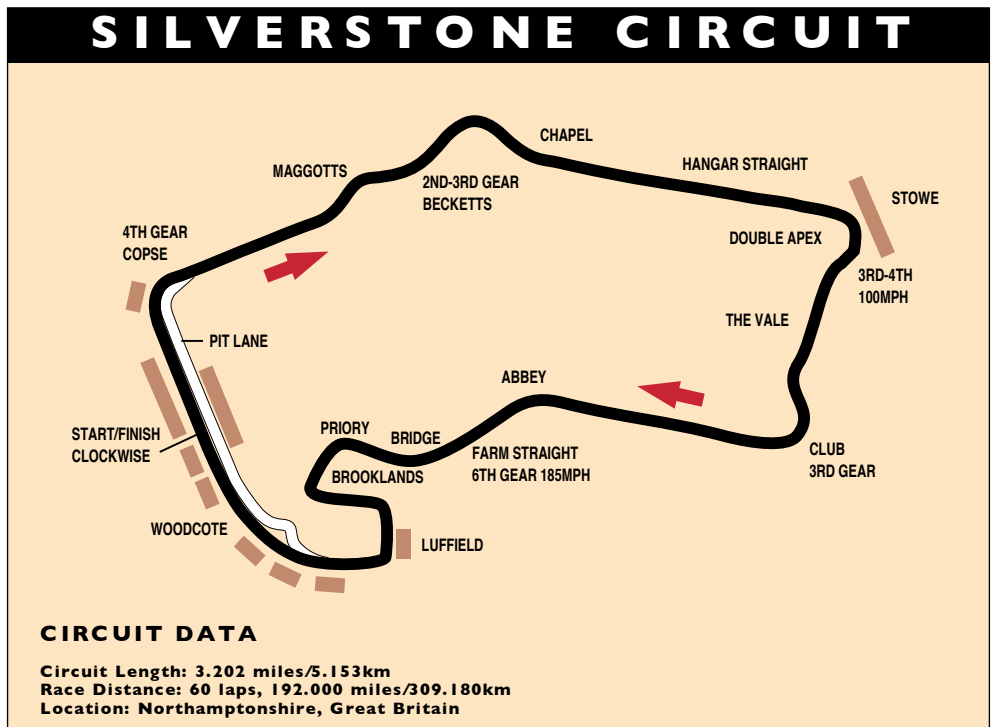 SILVERSTONE CIRCUIT
CHAPEL
HANGAR STRAIGHT
MAGGOTTS
2ND-3RD GEAR
BECKETTS
STOWE
4TH GEAR
COPSE
DOUBLE APEX
3RD-4TH
100MPH
THE VALE
PIT LANE
ABBEY
START/FINISH
CLOCKWISE
PRIORY
BRIDGE
FARM STRAIGHT
6TH GEAR 185MPH
CLUB
3RD GEAR
BROOKLANDS
WOODCOTE
LUFFIELD
CIRCUIT DATA
Circuit Length: 3.202 miles/5.153km
Race Distance: 60 laps, 192.000 miles/309.180km
Location: Northamptonshire, Great Britain